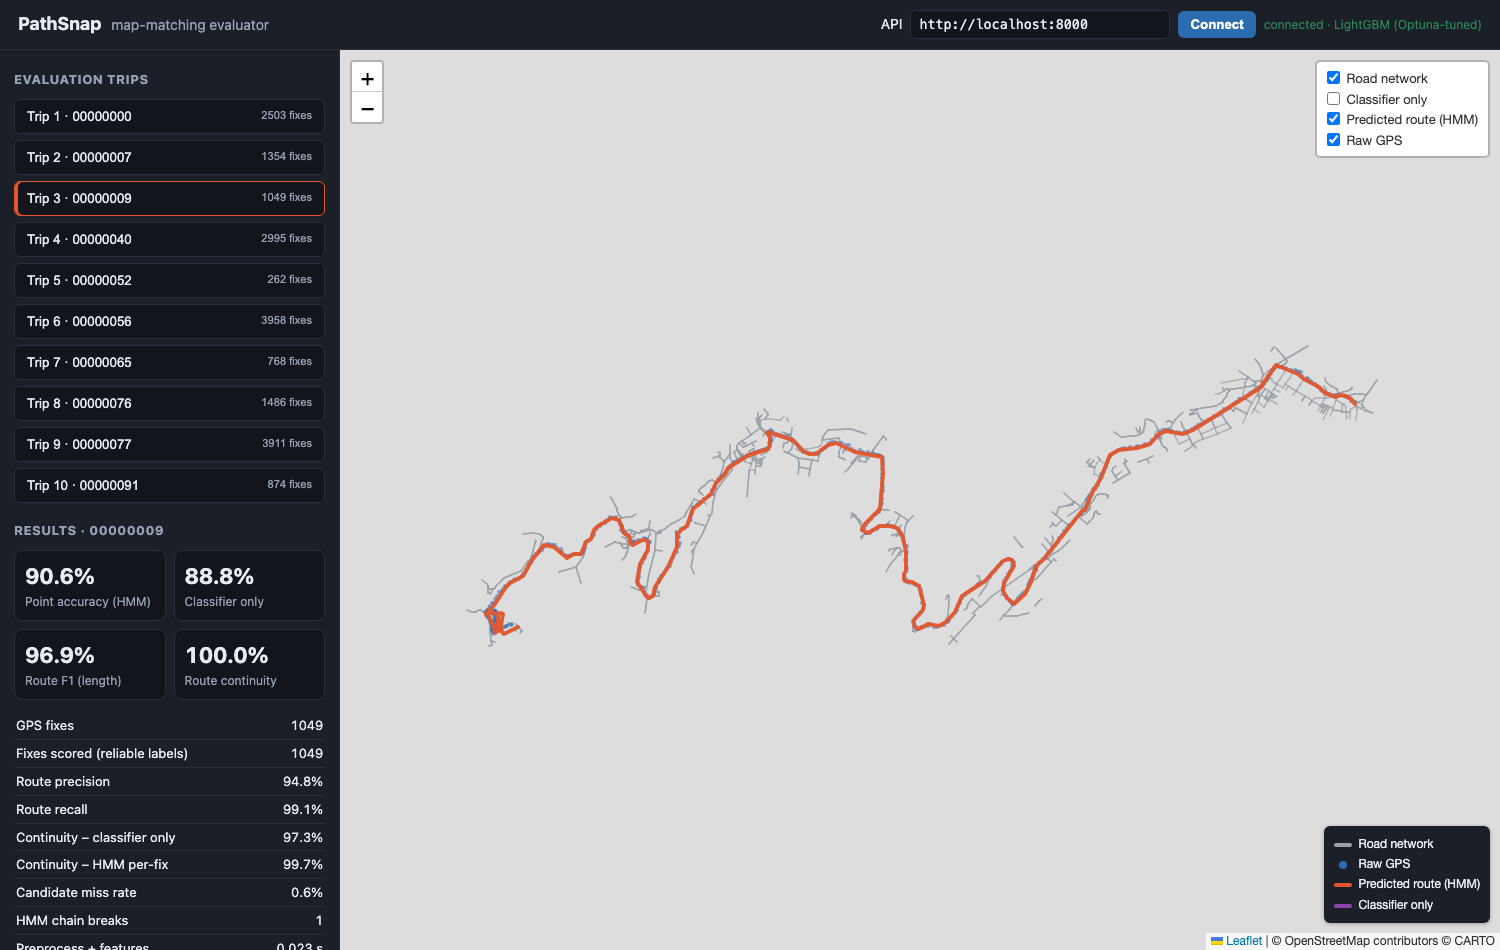 PathSnap map-matching evaluator
API http://localhost:8000 Connect connected · LightGBM (Optuna-tuned)
EVALUATION TRIPS
Trip 1 · 00000000 2503 fixes
Trip 2 · 00000007 1354 fixes
Trip 3 · 00000009 1049 fixes
Trip 4 · 00000040 2995 fixes
Trip 5 · 00000052 262 fixes
Trip 6 · 00000056 3958 fixes
Trip 7 · 00000065 768 fixes
Trip 8 · 00000076 1486 fixes
Trip 9 · 00000077 3911 fixes
Trip 10 · 00000091 874 fixes
RESULTS · 00000009
90.6%
Point accuracy (HMM)
88.8%
Classifier only
96.9%
Route F1 (length)
100.0%
Route continuity
GPS fixes 1049
Fixes scored (reliable labels) 1049
Route precision 94.8%
Route recall 99.1%
Continuity – classifier only 97.3%
Continuity – HMM per-fix 99.7%
Candidate miss rate 0.6%
HMM chain breaks 1
Preprocess + features 0.023 s
+
−
Road network
Classifier only
Predicted route (HMM)
Raw GPS
Road network
Raw GPS
Predicted route (HMM)
Classifier only
Leaflet | © OpenStreetMap contributors © CARTO